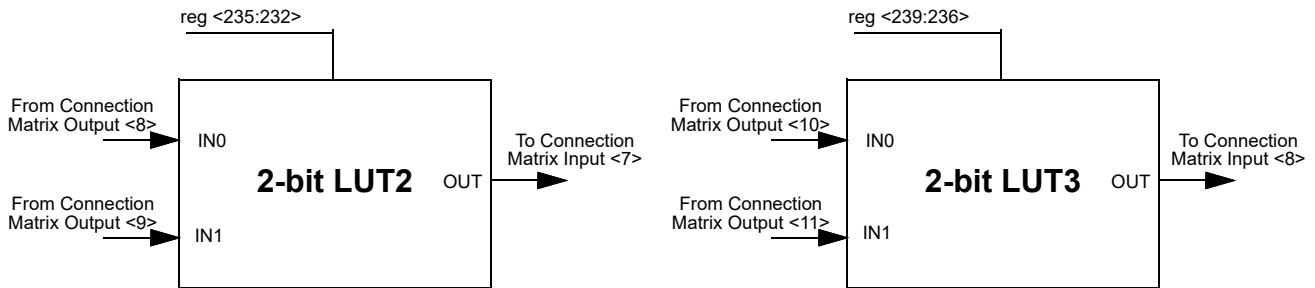 reg <235:232>
From Connection
Matrix Output <8>
IN0
2-bit LUT2
OUT
To Connection
Matrix Input <7>
From Connection
Matrix Output <9>
IN1
reg <239:236>
From Connection
Matrix Output <10>
IN0
2-bit LUT3
OUT
To Connection
Matrix Input <8>
From Connection
Matrix Output <11>
IN1